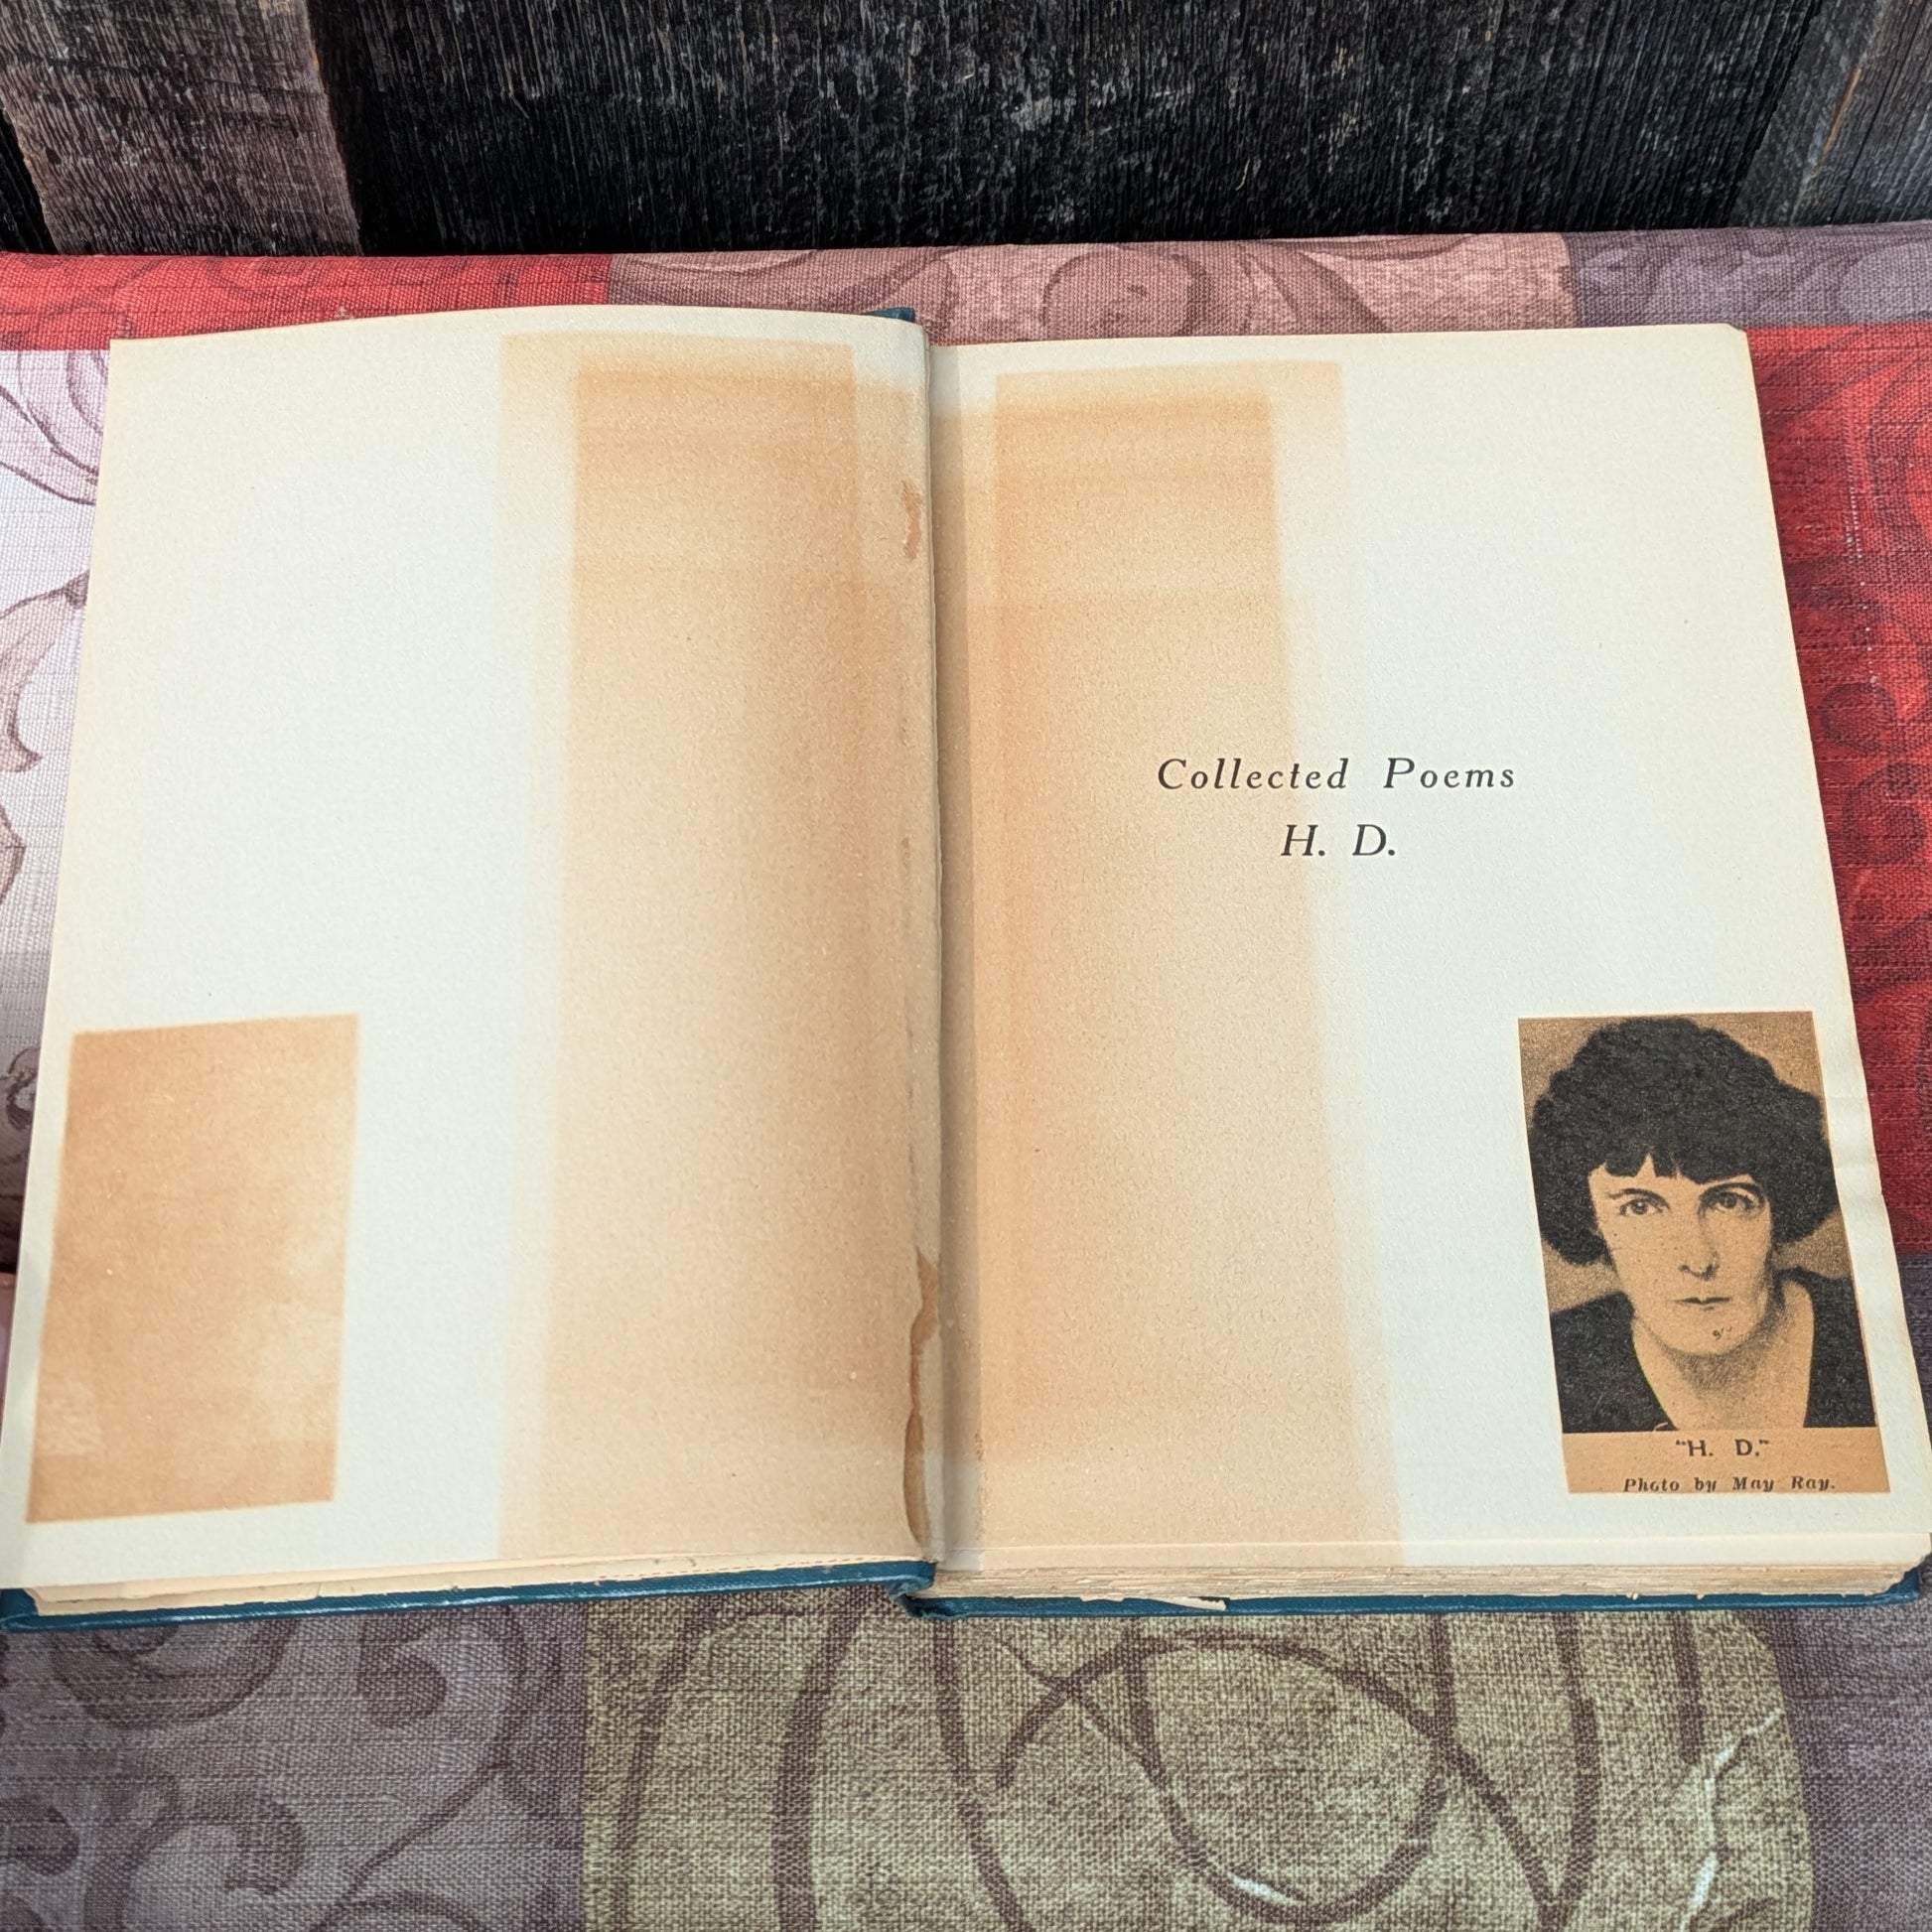 Collected Poems
H. D.
"H. D."
Photo by May Ray.